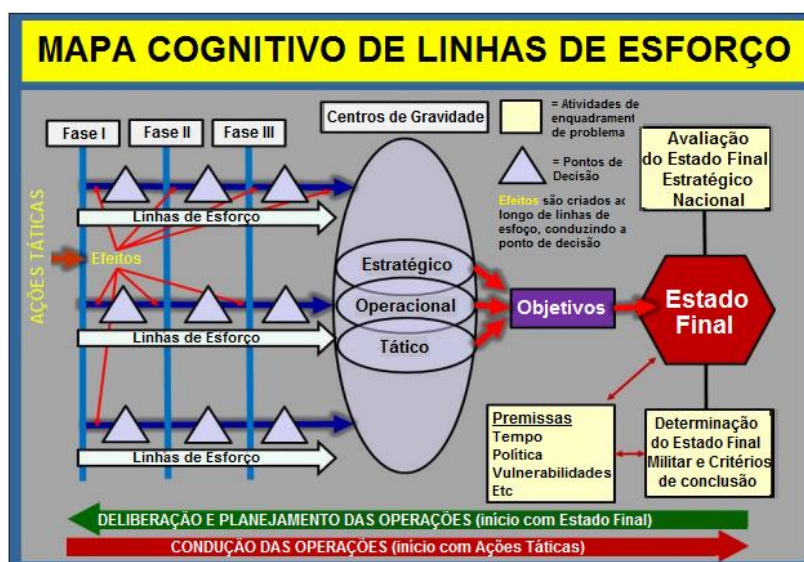 MAPA COGNITIVO DE LINHAS DE ESFORÇO
Fase I
Fase II
Fase III
Centros de Gravidade
= Atividades de
enquadrament
de problema
= Pontos de
Decisão
Efeitos são criados ao
longo de linhas de
esfoço, conduzindo a
ponto de decisão
Avaliação
do Estado Final
Estratégico
Nacional
AÇÕES TÁTICAS
Linhas de Esforço
Efeitos
Linhas de Esforço
Linhas de Esforço
Estratégico
Operacional
Tático
Objetivos
Estado
Final
Premissas
Tempo
Política
Vulnerabilidades
Etc
Determinação
do Estado Final
Militar e Critérios
de conclusão
DELIBERAÇÃO E PLANEJAMENTO DAS OPERAÇÕES (início com Estado Final)
CONDUÇÃO DAS OPERAÇÕES (início com Ações Táticas)